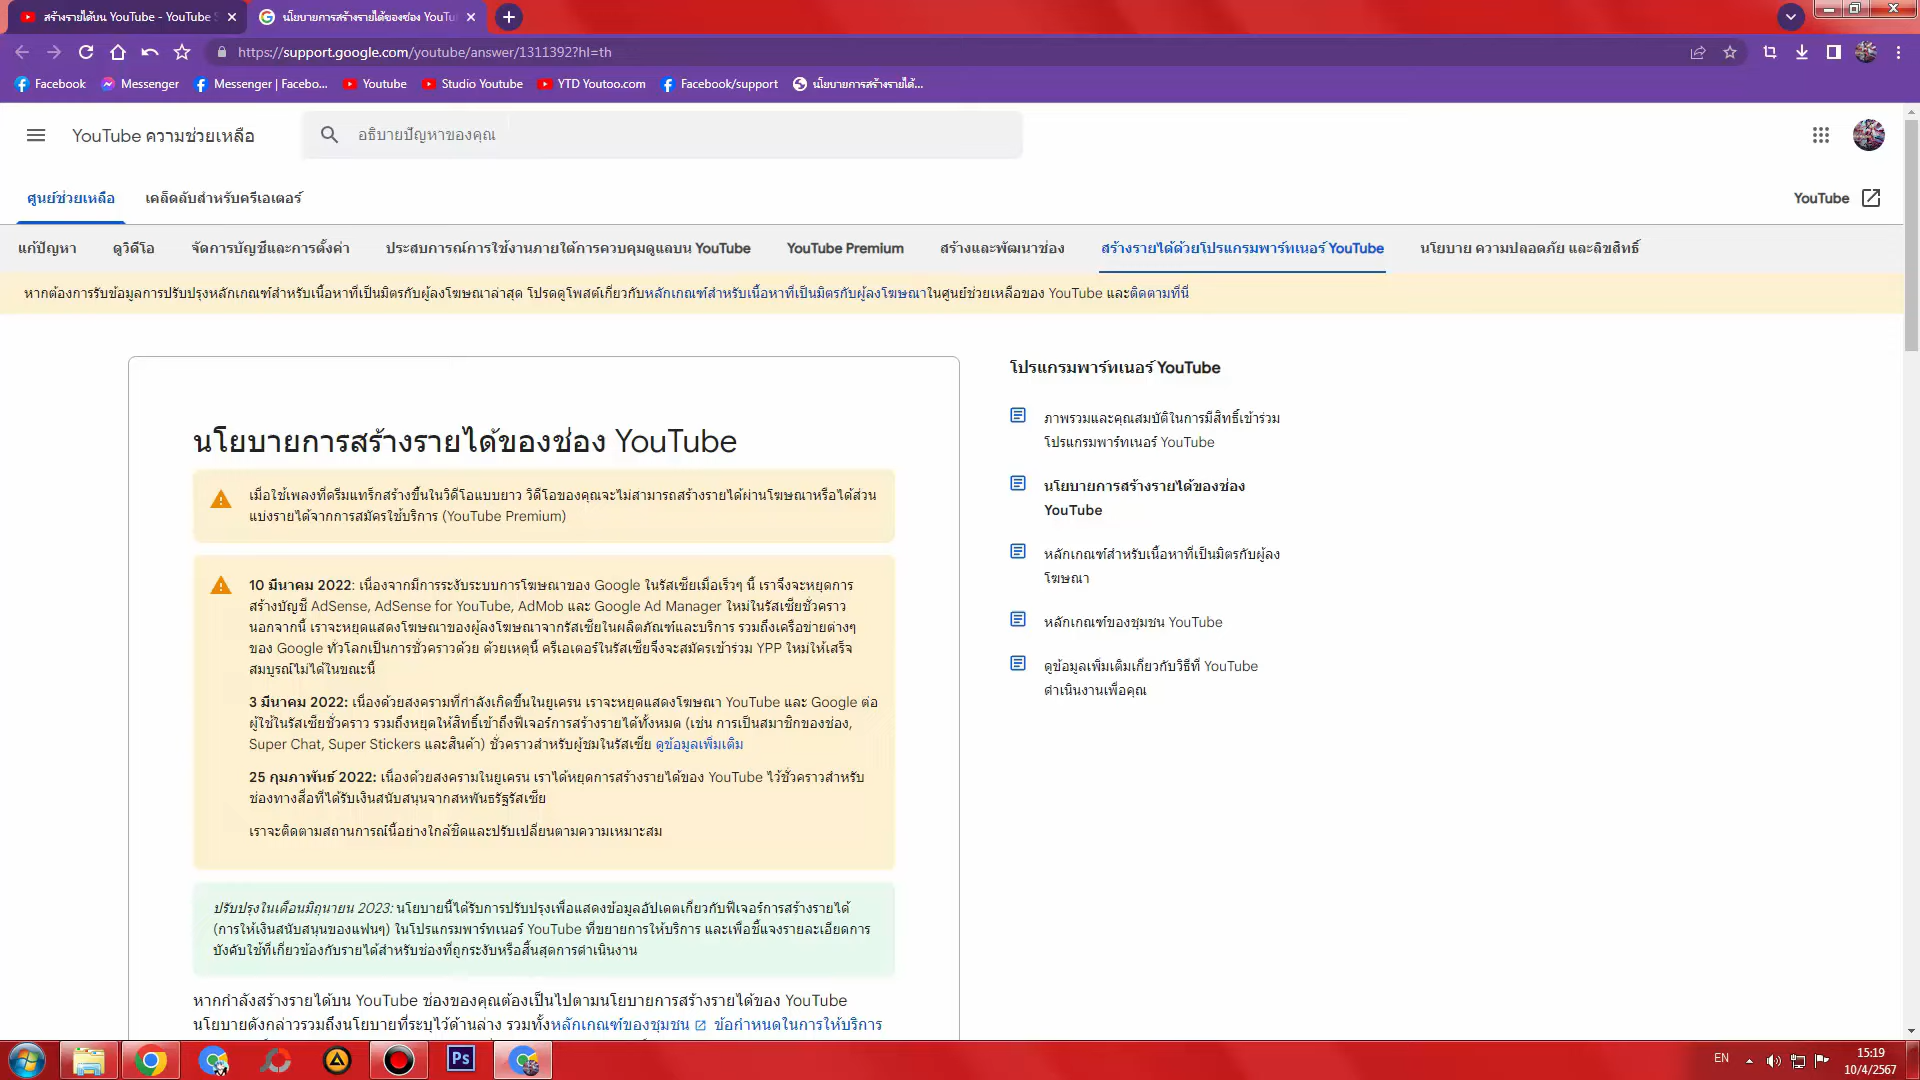 สร้างรายได้บน YouTube - YouTube S
นโยบายการสร้างรายได้ของช่อง YouTu
https://support.google.com/youtube/answer/1311392?hl=th
Facebook
Messenger
Messenger | Facebo...
Youtube
Studio Youtube
YTD Youtoo.com
Facebook/support
นโยบายการสร้างรายได้...
YouTube ความช่วยเหลือ
อธิบายปัญหาของคุณ
ศูนย์ช่วยเหลือ
เคล็ดลับสำหรับครีเอเตอร์
YouTube
แก้ปัญหา
ดูวิดีโอ
จัดการบัญชีและการตั้งค่า
ประสบการณ์การใช้งานภายใต้การควบคุมดูแลบน YouTube
YouTube Premium
สร้างและพัฒนาช่อง
สร้างรายได้ด้วยโปรแกรมพาร์ทเนอร์ YouTube
นโยบาย ความปลอดภัย และลิขสิทธิ์
หากต้องการรับข้อมูลการปรับปรุงหลักเกณฑ์สำหรับเนื้อหาที่เป็นมิตรกับผู้ลงโฆษณาล่าสุด โปรดดูโพสต์เกี่ยวกับหลักเกณฑ์สำหรับเนื้อหาที่เป็นมิตรกับผู้ลงโฆษณาในศูนย์ช่วยเหลือของ YouTube และติดตามที่นี่
นโยบายการสร้างรายได้ของช่อง YouTube
เมื่อใช้เพลงที่ดรีมแทร็กสร้างขึ้นในวิดีโอแบบยาว วิดีโอของคุณจะไม่สามารถสร้างรายได้ผ่านโฆษณาหรือได้ส่วน
แบ่งรายได้จากการสมัครใช้บริการ (YouTube Premium)
10 มีนาคม 2022: เนื่องจากมีการระงับระบบการโฆษณาของ Google ในรัสเซียเมื่อเร็วๆ นี้ เราจึงจะหยุดการ
สร้างบัญชี AdSense, AdSense for YouTube, AdMob และ Google Ad Manager ใหม่ในรัสเซียชั่วคราว
นอกจากนี้ เราจะหยุดแสดงโฆษณาของผู้ลงโฆษณาจากรัสเซียในผลิตภัณฑ์และบริการ รวมถึงเครือข่ายต่างๆ
ของ Google ทั่วโลกเป็นการชั่วคราวด้วย ด้วยเหตุนี้ ครีเอเตอร์ในรัสเซียจึงจะสมัครเข้าร่วม YPP ใหม่ให้เสร็จ
สมบูรณ์ไม่ได้ในขณะนี้
3 มีนาคม 2022: เนื่องด้วยสงครามที่กำลังเกิดขึ้นในยูเครน เราจะหยุดแสดงโฆษณา YouTube และ Google ต่อ
ผู้ใช้ในรัสเซียชั่วคราว รวมถึงหยุดให้สิทธิ์เข้าถึงฟีเจอร์การสร้างรายได้ทั้งหมด (เช่น การเป็นสมาชิกของช่อง,
Super Chat, Super Stickers และสินค้า) ชั่วคราวสำหรับผู้ชมในรัสเซีย ดูข้อมูลเพิ่มเติม
25 กุมภาพันธ์ 2022: เนื่องด้วยสงครามในยูเครน เราได้หยุดการสร้างรายได้ของ YouTube ไว้ชั่วคราวสำหรับ
ช่องทางสื่อที่ได้รับเงินสนับสนุนจากสหพันธรัฐรัสเซีย
เราจะติดตามสถานการณ์นี้อย่างใกล้ชิดและปรับเปลี่ยนตามความเหมาะสม
ปรับปรุงในเดือนมิถุนายน 2023: นโยบายนี้ได้รับการปรับปรุงเพื่อแสดงข้อมูลอัปเดตเกี่ยวกับฟีเจอร์การสร้างรายได้
(การให้เงินสนับสนุนของแฟนๆ) ในโปรแกรมพาร์ทเนอร์ YouTube ที่ขยายการให้บริการ และเพื่อชี้แจงรายละเอียดการ
บังคับใช้ที่เกี่ยวข้องกับรายได้สำหรับช่องที่ถูกระงับหรือสิ้นสุดการดำเนินงาน
หากกำลังสร้างรายได้บน YouTube ช่องของคุณต้องเป็นไปตามนโยบายการสร้างรายได้ของ YouTube
นโยบายดังกล่าวรวมถึงนโยบายที่ระบุไว้ด้านล่าง รวมทั้งหลักเกณฑ์ของชุมชน ข้อกำหนดในการให้บริการ
โปรแกรมพาร์ทเนอร์ YouTube
ภาพรวมและคุณสมบัติในการมีสิทธิ์เข้าร่วม
โปรแกรมพาร์ทเนอร์ YouTube
นโยบายการสร้างรายได้ของช่อง
YouTube
หลักเกณฑ์สำหรับเนื้อหาที่เป็นมิตรกับผู้ลง
โฆษณา
หลักเกณฑ์ของชุมชน YouTube
ดูข้อมูลเพิ่มเติมเกี่ยวกับวิธีที่ YouTube
ดำเนินงานเพื่อคุณ
Ps
EN
15:19
10/4/2567